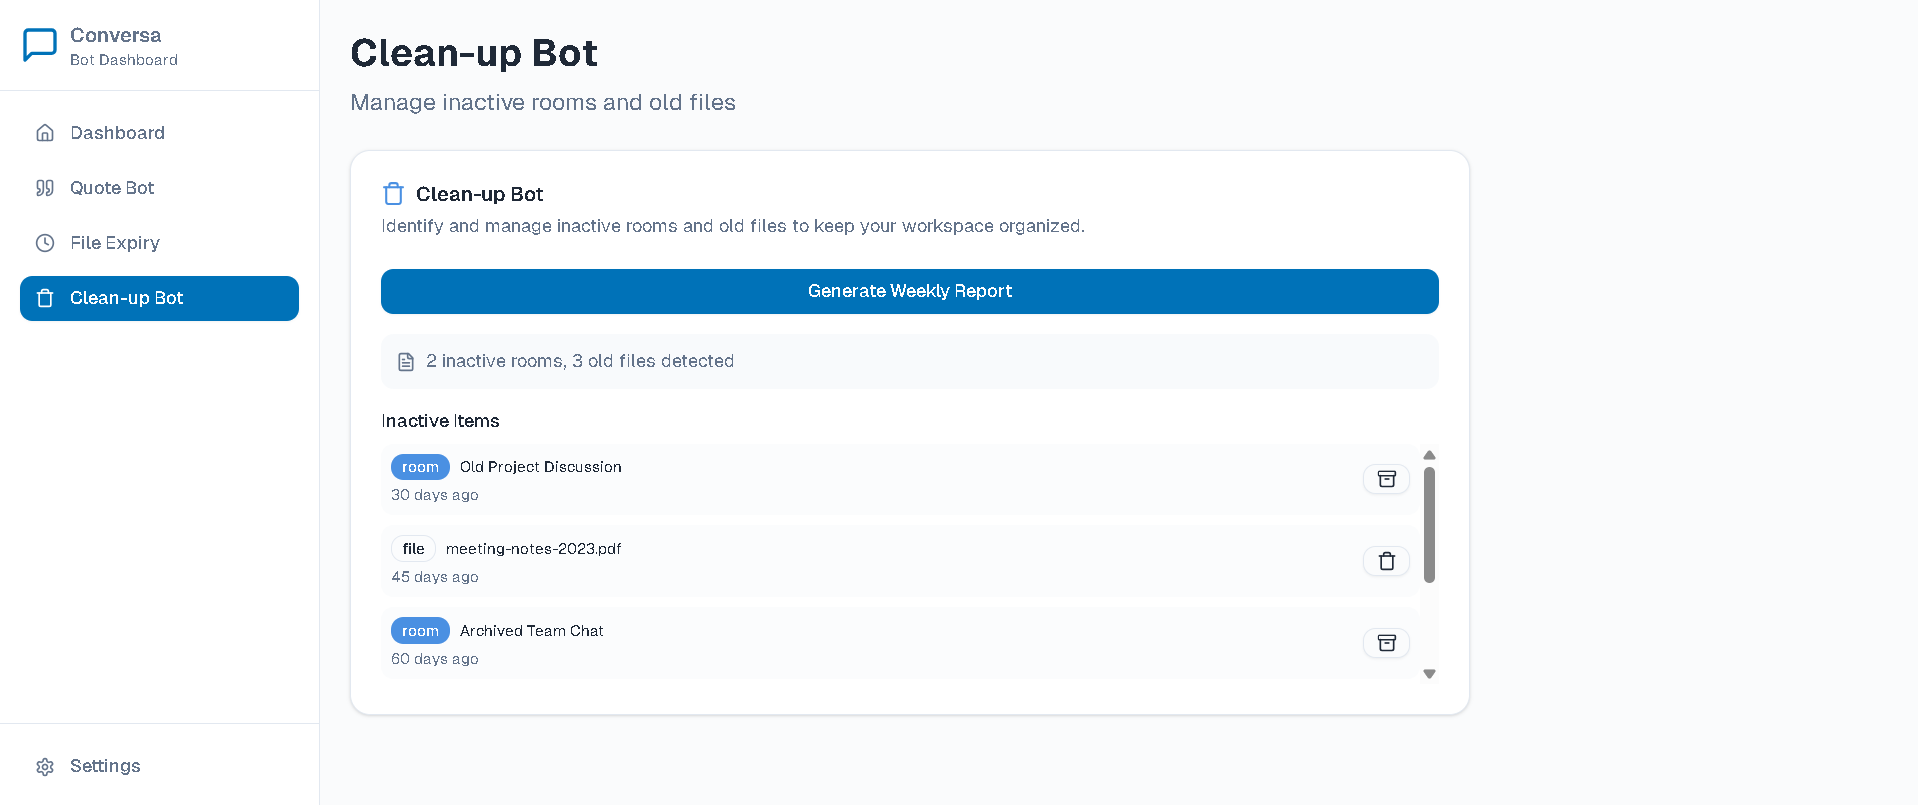 Conversa
Bot Dashboard
Dashboard
Quote Bot
File Expiry
Clean-up Bot
Settings
Clean-up Bot
Manage inactive rooms and old files
Clean-up Bot
Identify and manage inactive rooms and old files to keep your workspace organized.
Generate Weekly Report
2 inactive rooms, 3 old files detected
Inactive Items
room Old Project Discussion
30 days ago
file meeting-notes-2023.pdf
45 days ago
room Archived Team Chat
60 days ago